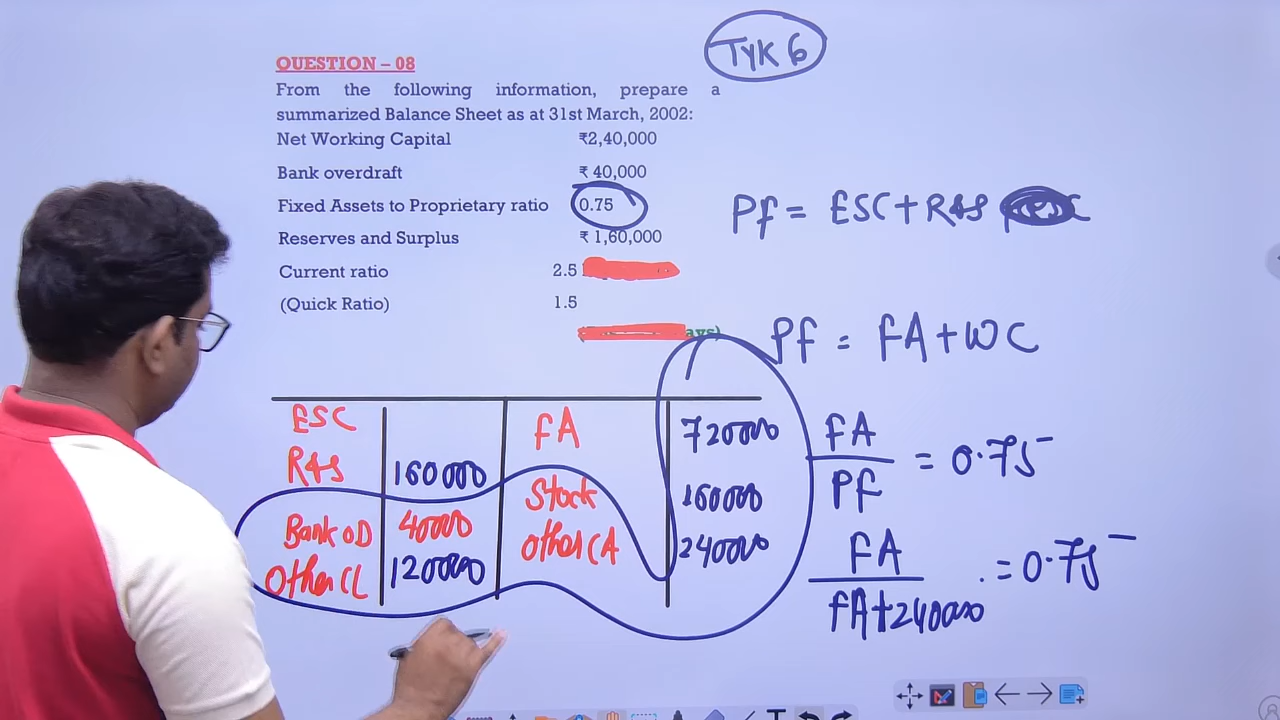 TYK 6
QUESTION – 08
From the following information, prepare a
summarized Balance Sheet as at 31st March, 2002:
Net Working Capital ₹2,40,000
Bank overdraft ₹ 40,000
Fixed Assets to Proprietary ratio 0.75
Reserves and Surplus ₹ 1,60,000
Current ratio 2.5
(Quick Ratio) 1.5
ays)
Pf = ESC+R&S
Pf = FA+WC
ESC FA 720000
R&S 160000 Stock 160000
Bank OD 40000 Other CA 240000
Other CL 120000
FA
PF = 0.75
FA
FA+240000 = 0.75